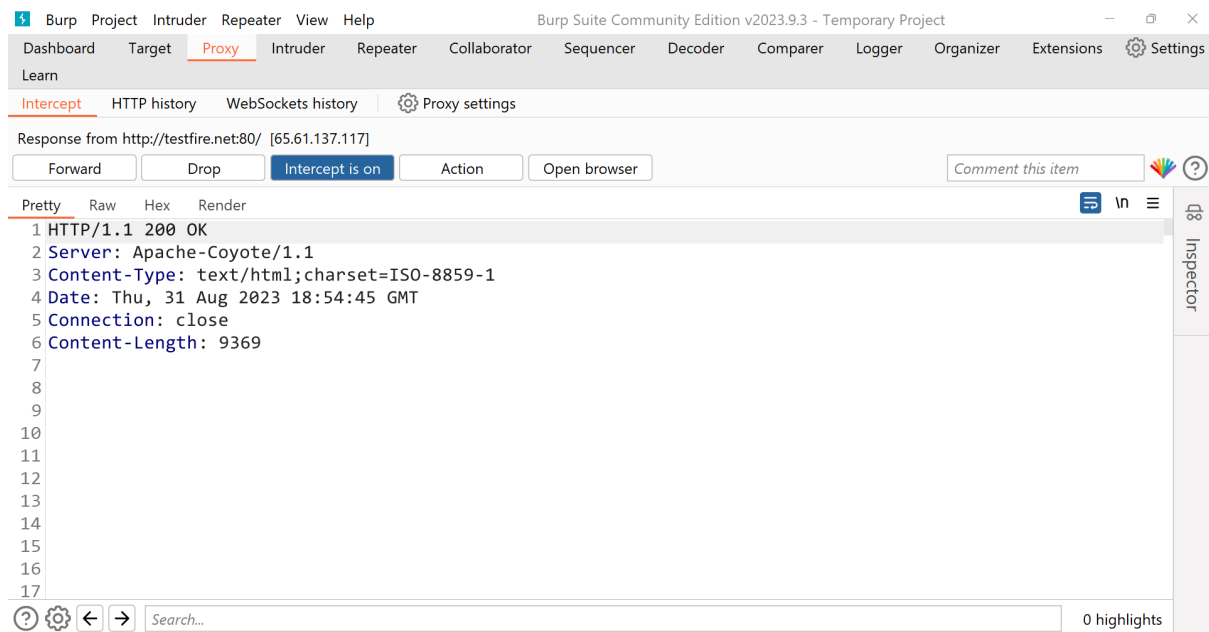 Burp Project Intruder Repeater View Help Burp Suite Community Edition v2023.9.3 - Temporary Project
Dashboard Target Proxy Intruder Repeater Collaborator Sequencer Decoder Comparer Logger Organizer Extensions Settings
Learn
Intercept HTTP history WebSockets history Proxy settings
Response from http://testfire.net:80/ [65.61.137.117]
Forward Drop Intercept is on Action Open browser Comment this item ?
Pretty Raw Hex Render \n
1 HTTP/1.1 200 OK
2 Server: Apache-Coyote/1.1
3 Content-Type: text/html;charset=ISO-8859-1
4 Date: Thu, 31 Aug 2023 18:54:45 GMT
5 Connection: close
6 Content-Length: 9369
7
8
9
10
11
12
13
14
15
16
17
Inspector
? Search... 0 highlights